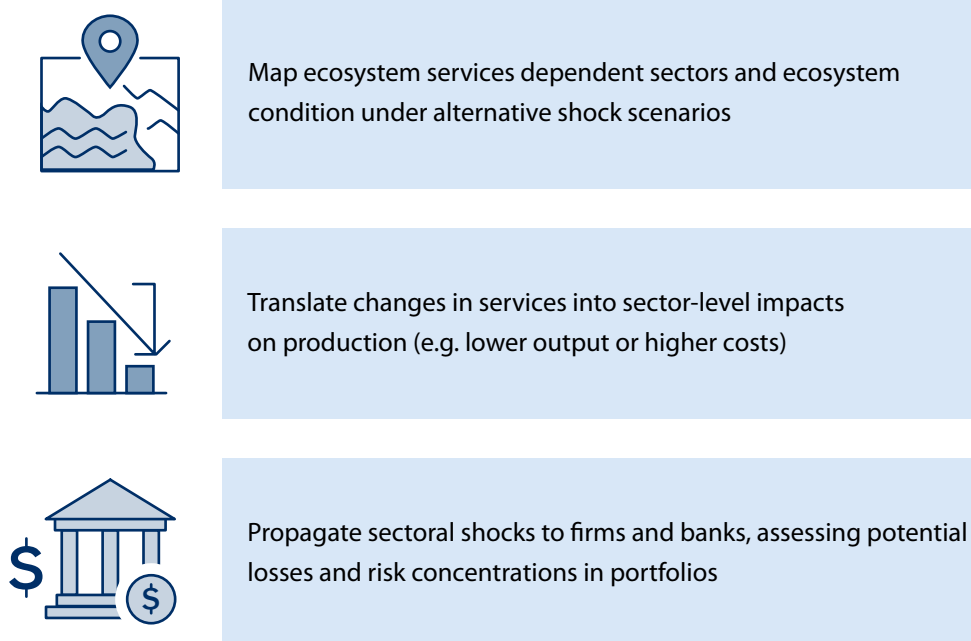 Map ecosystem services dependent sectors and ecosystem
condition under alternative shock scenarios
Translate changes in services into sector-level impacts
on production (e.g. lower output or higher costs)
$
$
Propagate sectoral shocks to firms and banks, assessing potential
losses and risk concentrations in portfolios